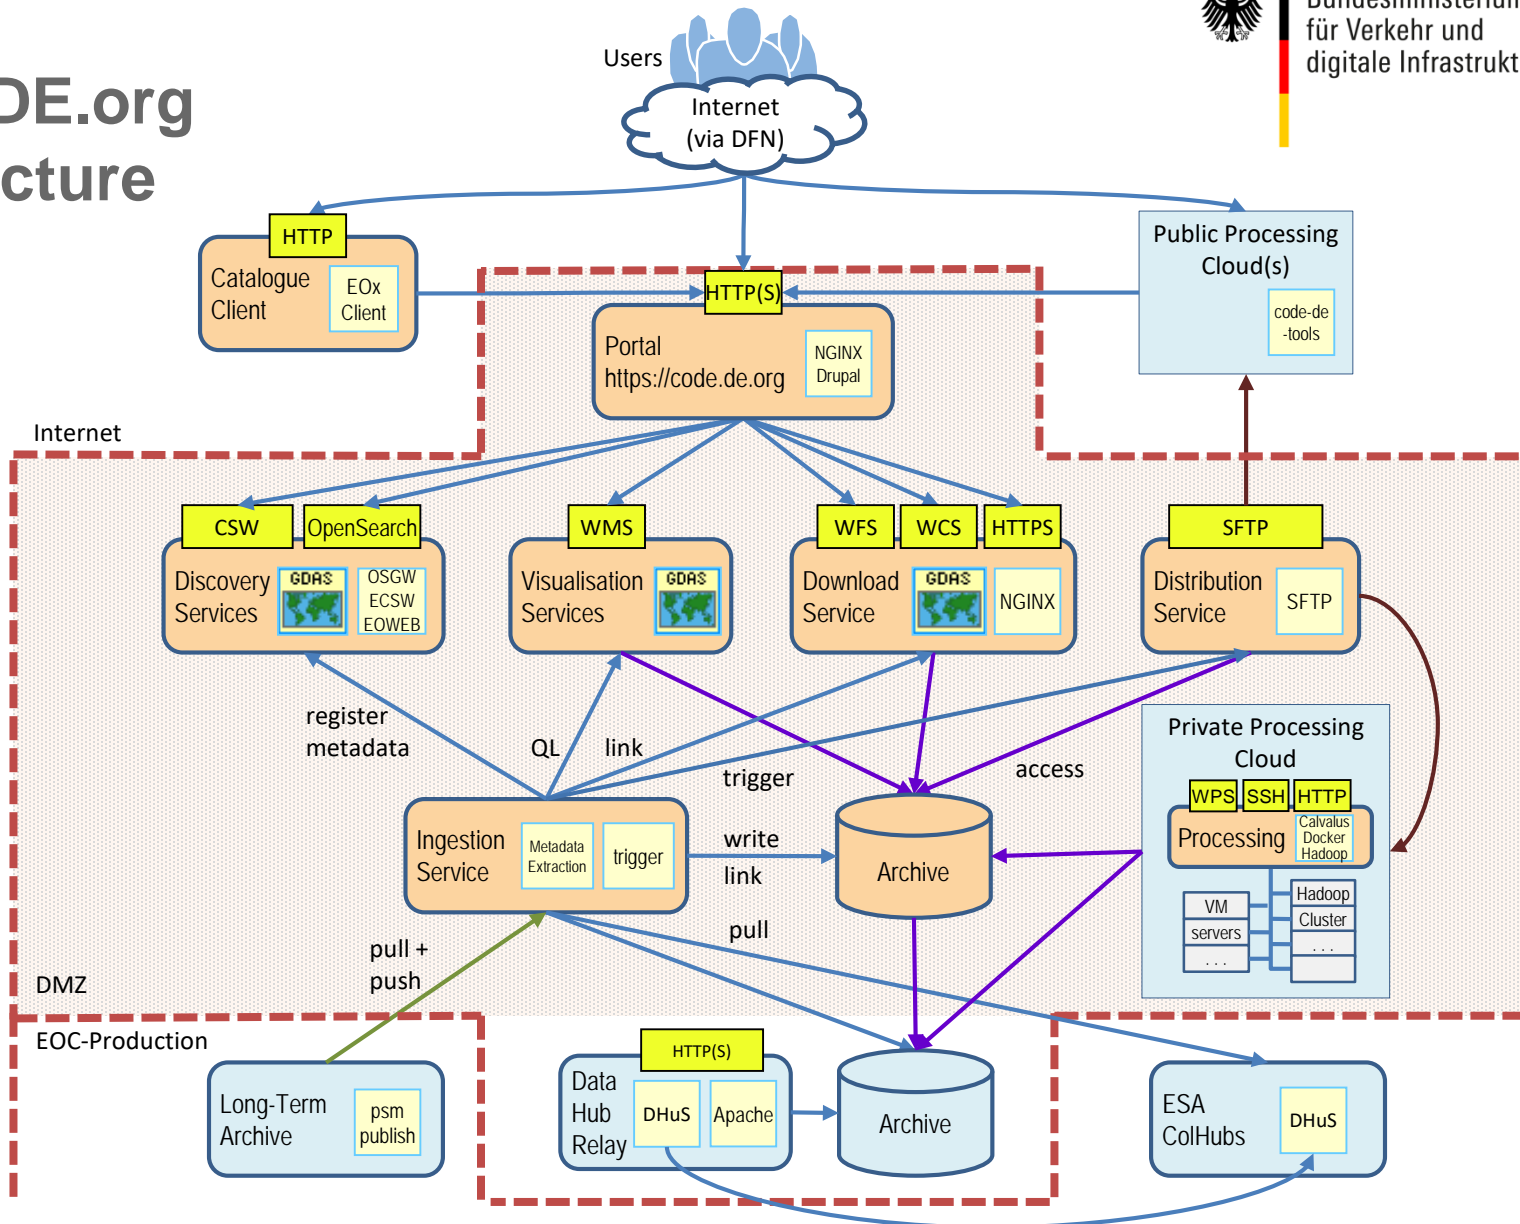 DE.org
cture
für Verkehr und
Users
Internet
(via DFN)
HTTP
Catalogue
Client
EOx
Client
HTTP(S)
Portal
https://code.de.org
NGINX
Drupal
Public Processing
Cloud(s)
code-de
-tools
Internet
CSW
OpenSearch
Discovery
Services
GDAS
OSGW
ECSW
EOWEB
WMS
Visualisation
Services
GDAS
WFS
WCS
HTTPS
Download
Service
GDAS
NGINX
SFTP
Distribution
Service
SFTP
register
metadata
QL
link
trigger
access
Private Processing
Cloud
WPS
SSH
HTTP
Processing
Calvalus
Docker
Hadoop
VM
servers
. . .
Hadoop
Cluster
. . .
Ingestion
Service
Metadata
Extraction
trigger
write
link
Archive
pull +
push
pull
DMZ
EOC-Production
Long-Term
Archive
psm
publish
HTTP(S)
Data
Hub
Relay
DHuS
Apache
Archive
ESA
ColHubs
DHuS
digitale Infrastrukt